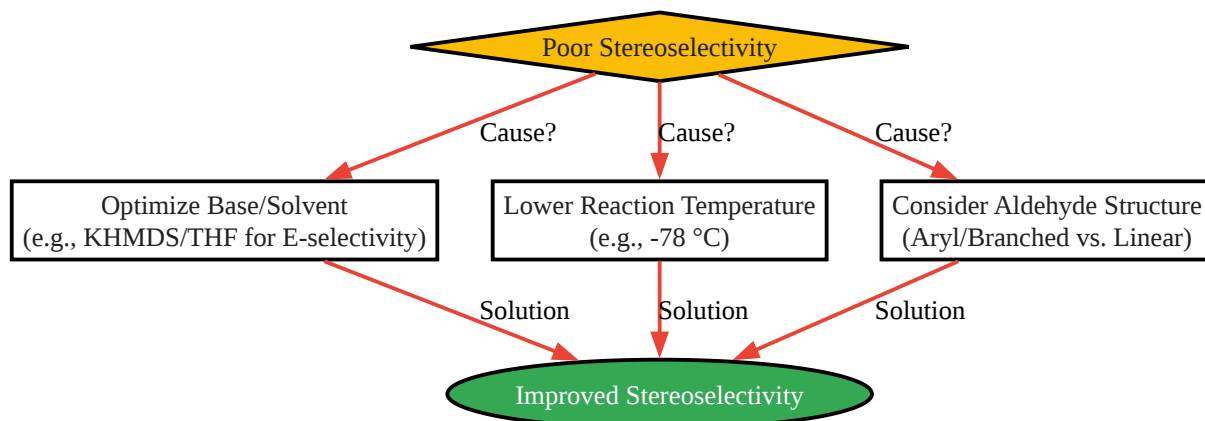 Poor Stereoselectivity
Cause?
Cause?
Cause?
Optimize Base/Solvent
(e.g., KHMDS/THF for E-selectivity)
Lower Reaction Temperature
(e.g., -78 °C)
Consider Aldehyde Structure
(Aryl/Branched vs. Linear)
Solution
Solution
Solution
Improved Stereoselectivity